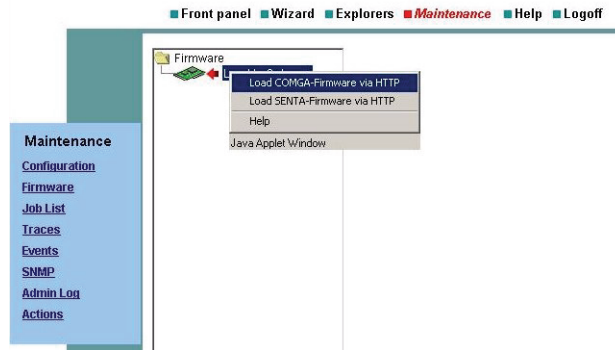 Front panel Wizard Explorers Maintenance Help Logoff
Firmware
Load COMGA-Firmware via HTTP
Load SENTA-Firmware via HTTP
Help
Java Applet Window
Maintenance
Configuration
Firmware
Job List
Traces
Events
SNMP
Admin Log
Actions